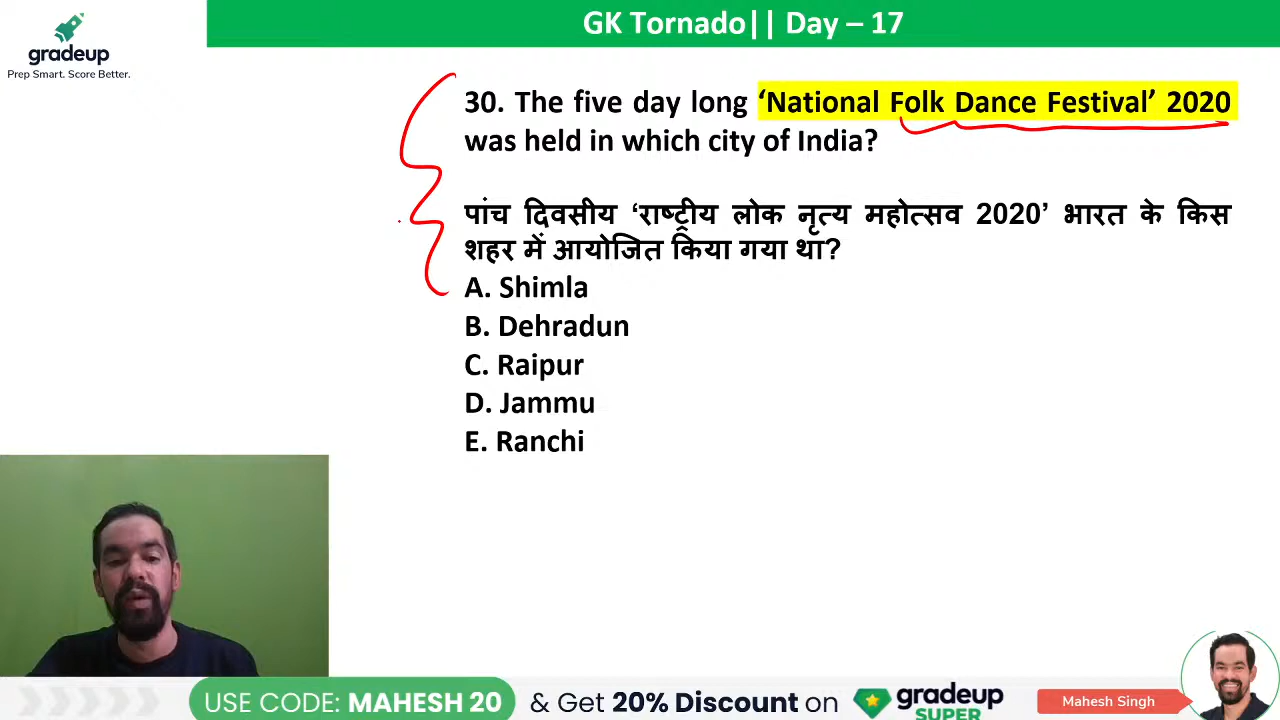 gradeup
Prep Smart. Score Better.
GK Tornado|| Day – 17
30. The five day long ‘National Folk Dance Festival’ 2020
was held in which city of India?
पांच दिवसीय ‘राष्ट्रीय लोक नृत्य महोत्सव 2020’ भारत के किस
शहर में आयोजित किया गया था?
A. Shimla
B. Dehradun
C. Raipur
D. Jammu
E. Ranchi
USE CODE: MAHESH 20 & Get 20% Discount on gradeup
SUPER
Mahesh Singh